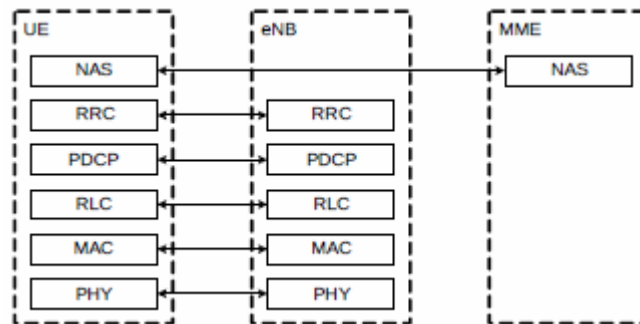 UE eNB MME
NAS NAS
RRC RRC
PDCP PDCP
RLC RLC
MAC MAC
PHY PHY